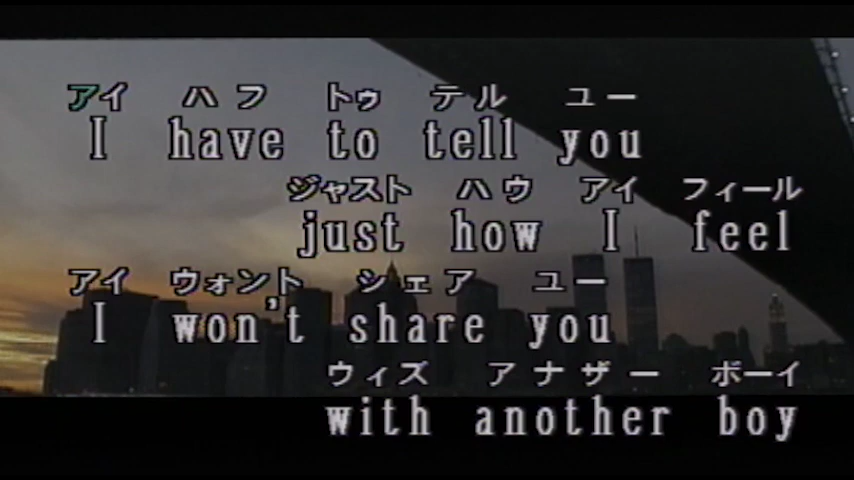 アイ ハフ トゥ テル ユー
I have to tell you
ジャスト ハウ アイ フィール
just how I feel
アイ ウォント シェア ユー
I won't share you
ウィズ アナザー ボーイ
with another boy